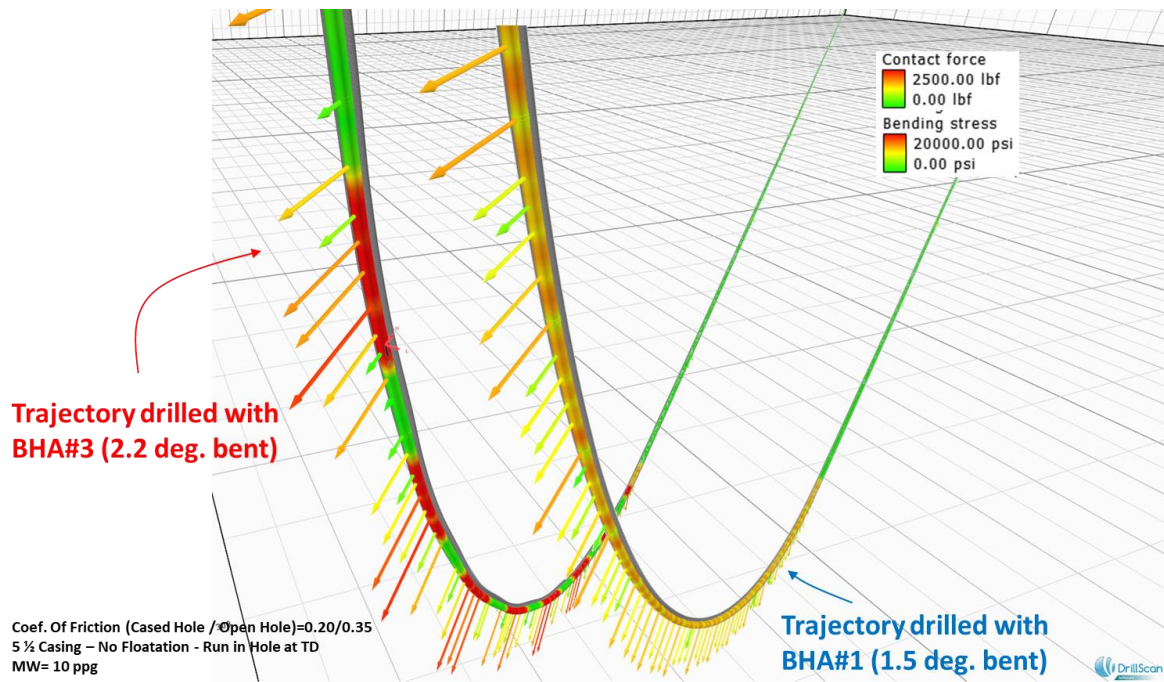 Contact force
2500.00 lbf
0.00 lbf
Bending stress
20000.00 psi
0.00 psi
Trajectory drilled with
BHA#3 (2.2 deg. bent)
Coef. Of Friction (Cased Hole / Open Hole)=0.20/0.35
5 ½ Casing – No Floatation - Run in Hole at TD
MW= 10 ppg
Trajectory drilled with
BHA#1 (1.5 deg. bent)
DrillScan